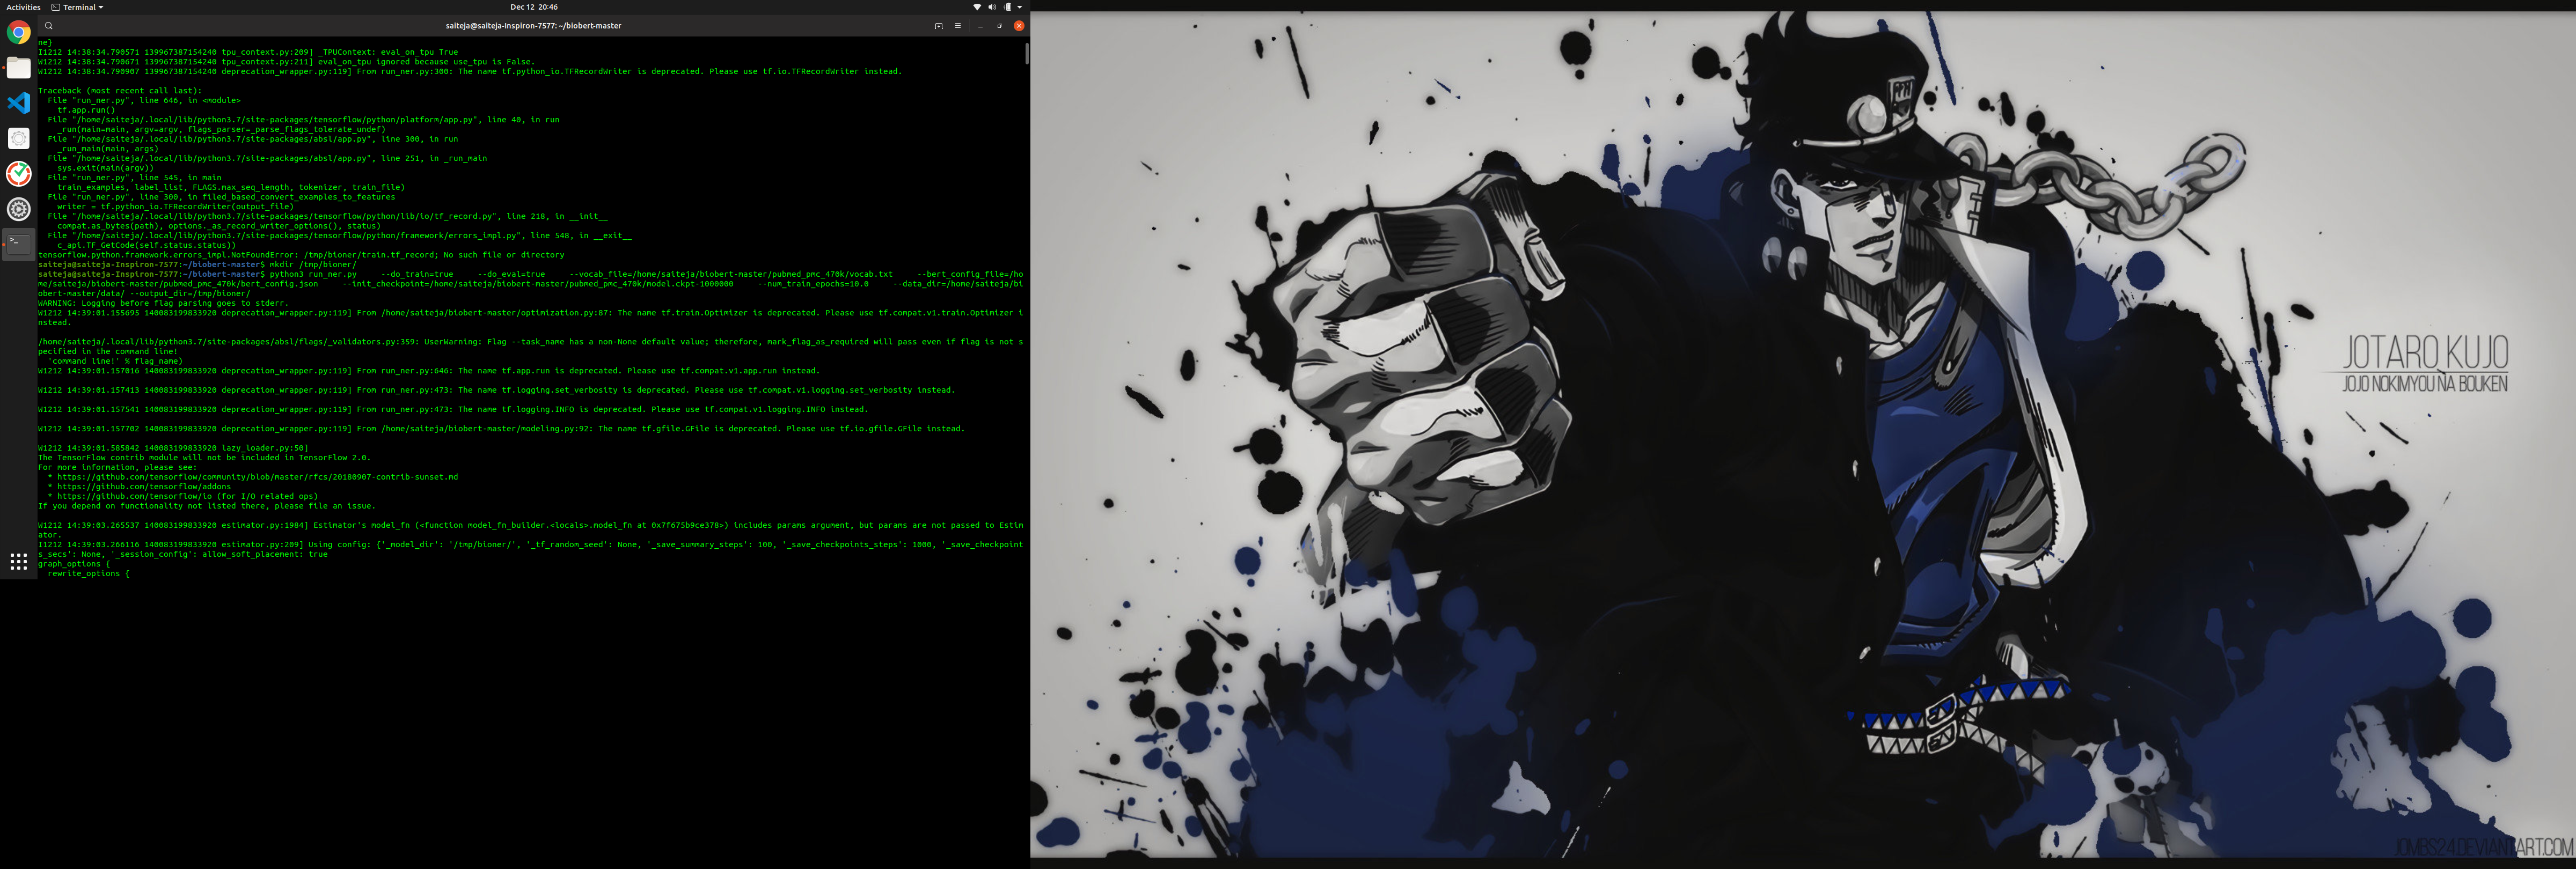 Activities
Terminal
Dec 12 20:46
saiteja@saiteja-Inspiron-7577: ~/biobert-master
ne}
I1212 14:38:34.790571 139967387154240 tpu_context.py:209] _TPUContext: eval_on_tpu True
W1212 14:38:34.790671 139967387154240 tpu_context.py:211] eval_on_tpu ignored because use_tpu is False.
W1212 14:38:34.790907 139967387154240 deprecation_wrapper.py:119] From run_ner.py:300: The name tf.python_io.TFRecordWriter is deprecated. Please use tf.io.TFRecordWriter instead.
Traceback (most recent call last):
File "run_ner.py", line 646, in <module>
tf.app.run()
File "/home/saiteja/.local/lib/python3.7/site-packages/tensorflow/python/platform/app.py", line 40, in run
_run(main=main, argv=argv, flags_parser=_parse_flags_tolerate_undef)
File "/home/saiteja/.local/lib/python3.7/site-packages/absl/app.py", line 300, in run
_run_main(main, args)
File "/home/saiteja/.local/lib/python3.7/site-packages/absl/app.py", line 251, in _run_main
sys.exit(main(argv))
File "run_ner.py", line 545, in main
train_examples, label_list, FLAGS.max_seq_length, tokenizer, train_file)
File "run_ner.py", line 300, in filed_based_convert_examples_to_features
writer = tf.python_io.TFRecordWriter(output_file)
File "/home/saiteja/.local/lib/python3.7/site-packages/tensorflow/python/lib/io/tf_record.py", line 218, in __init__
compat.as_bytes(path), options._as_record_writer_options(), status)
File "/home/saiteja/.local/lib/python3.7/site-packages/tensorflow/python/framework/errors_impl.py", line 548, in __exit__
c_api.TF_GetCode(self.status.status))
tensorflow.python.framework.errors_impl.NotFoundError: /tmp/bioner/train.tf_record; No such file or directory
saiteja@saiteja-Inspiron-7577:~/biobert-master$ mkdir /tmp/bioner/
saiteja@saiteja-Inspiron-7577:~/biobert-master$ python3 run_ner.py --do_train=true --do_eval=true --vocab_file=/home/saiteja/biobert-master/pubmed_pmc_470k/vocab.txt --bert_config_file=/ho
me/saiteja/biobert-master/pubmed_pmc_470k/bert_config.json --init_checkpoint=/home/saiteja/biobert-master/pubmed_pmc_470k/model.ckpt-1000000 --num_train_epochs=10.0 --data_dir=/home/saiteja/bi
obert-master/data/ --output_dir=/tmp/bioner/
WARNING: Logging before flag parsing goes to stderr.
W1212 14:39:01.155695 140083199833920 deprecation_wrapper.py:119] From /home/saiteja/biobert-master/optimization.py:87: The name tf.train.Optimizer is deprecated. Please use tf.compat.v1.train.Optimizer i
nstead.
/home/saiteja/.local/lib/python3.7/site-packages/absl/flags/_validators.py:359: UserWarning: Flag --task_name has a non-None default value; therefore, mark_flag_as_required will pass even if flag is not s
pecified in the command line!
'command line!' % flag_name)
W1212 14:39:01.157016 140083199833920 deprecation_wrapper.py:119] From run_ner.py:646: The name tf.app.run is deprecated. Please use tf.compat.v1.app.run instead.
W1212 14:39:01.157413 140083199833920 deprecation_wrapper.py:119] From run_ner.py:473: The name tf.logging.set_verbosity is deprecated. Please use tf.compat.v1.logging.set_verbosity instead.
W1212 14:39:01.157541 140083199833920 deprecation_wrapper.py:119] From run_ner.py:473: The name tf.logging.INFO is deprecated. Please use tf.compat.v1.logging.INFO instead.
W1212 14:39:01.157702 140083199833920 deprecation_wrapper.py:119] From /home/saiteja/biobert-master/modeling.py:92: The name tf.gfile.GFile is deprecated. Please use tf.io.gfile.GFile instead.
W1212 14:39:01.585842 140083199833920 lazy_loader.py:50]
The TensorFlow contrib module will not be included in TensorFlow 2.0.
For more information, please see:
* https://github.com/tensorflow/community/blob/master/rfcs/20180907-contrib-sunset.md
* https://github.com/tensorflow/addons
* https://github.com/tensorflow/io (for I/O related ops)
If you depend on functionality not listed there, please file an issue.
W1212 14:39:03.265537 140083199833920 estimator.py:1984] Estimator's model_fn (<function model_fn_builder.<locals>.model_fn at 0x7f675b9ce378>) includes params argument, but params are not passed to Estim
ator.
I1212 14:39:03.266116 140083199833920 estimator.py:209] Using config: {'_model_dir': '/tmp/bioner/', '_tf_random_seed': None, '_save_summary_steps': 100, '_save_checkpoints_steps': 1000, '_save_checkpoint
s_secs': None, '_session_config': allow_soft_placement: true
graph_options {
rewrite_options {
JOTARO KUJO
JOJO NO KIMYOU NA BOUKEN
JOMBS24.DEVIANTART.COM